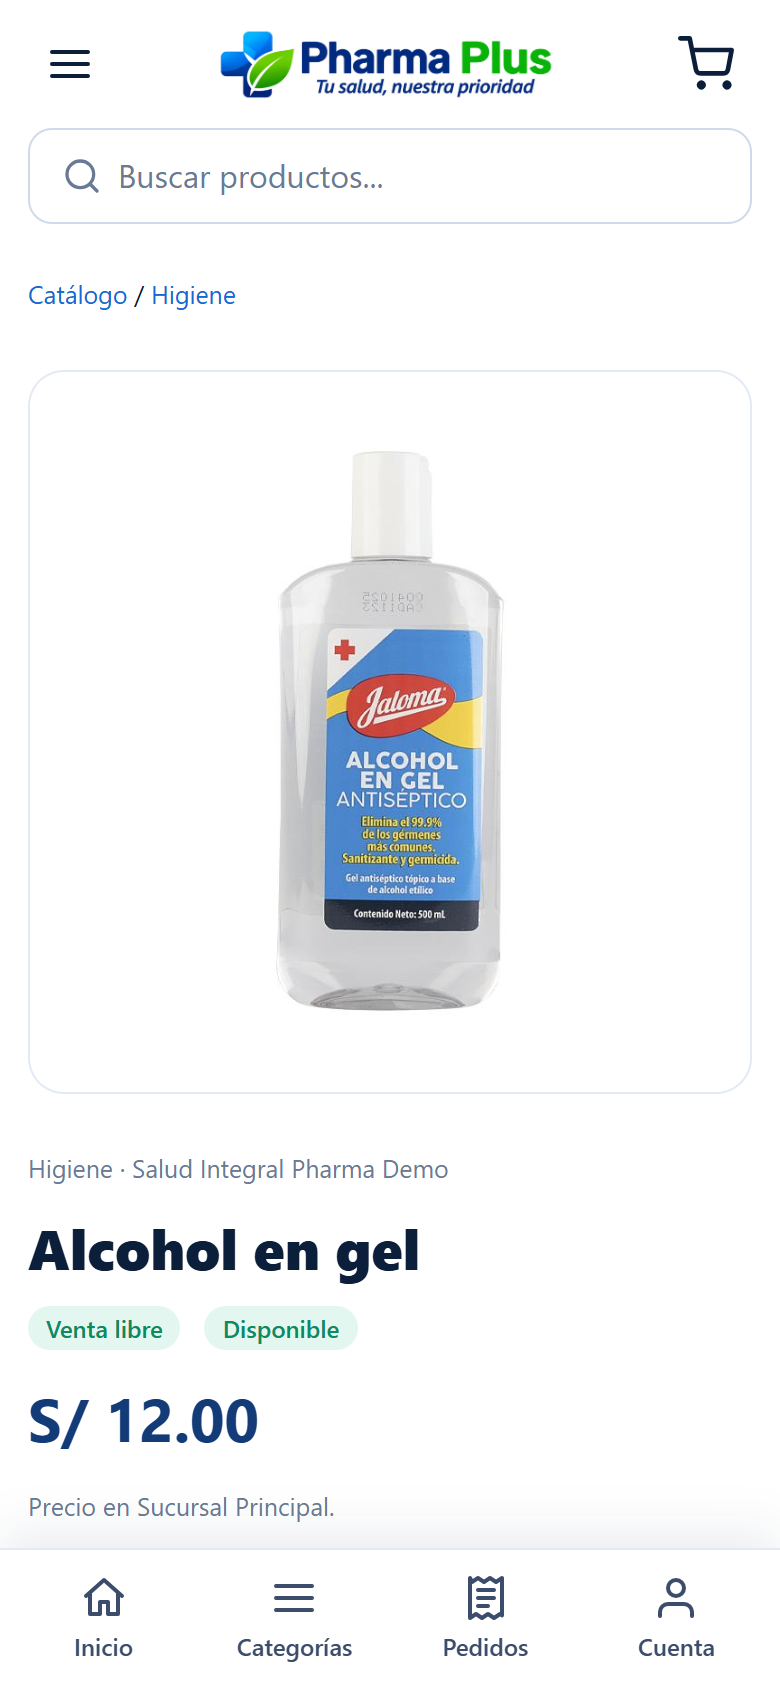 Pharma Plus
Tu salud, nuestra prioridad
Buscar productos...
Catálogo / Higiene
Jaloma
ALCOHOL
EN GEL
ANTISÉPTICO
Elimina el 99.9%
de los gérmenes
más comunes.
Sanitizante y germicida.
Gel antiséptico tópico a base
de alcohol etílico
Contenido Neto: 500 mL
Higiene · Salud Integral Pharma Demo
Alcohol en gel
Venta libre
Disponible
S/ 12.00
Precio en Sucursal Principal.
Inicio
Categorías
Pedidos
Cuenta